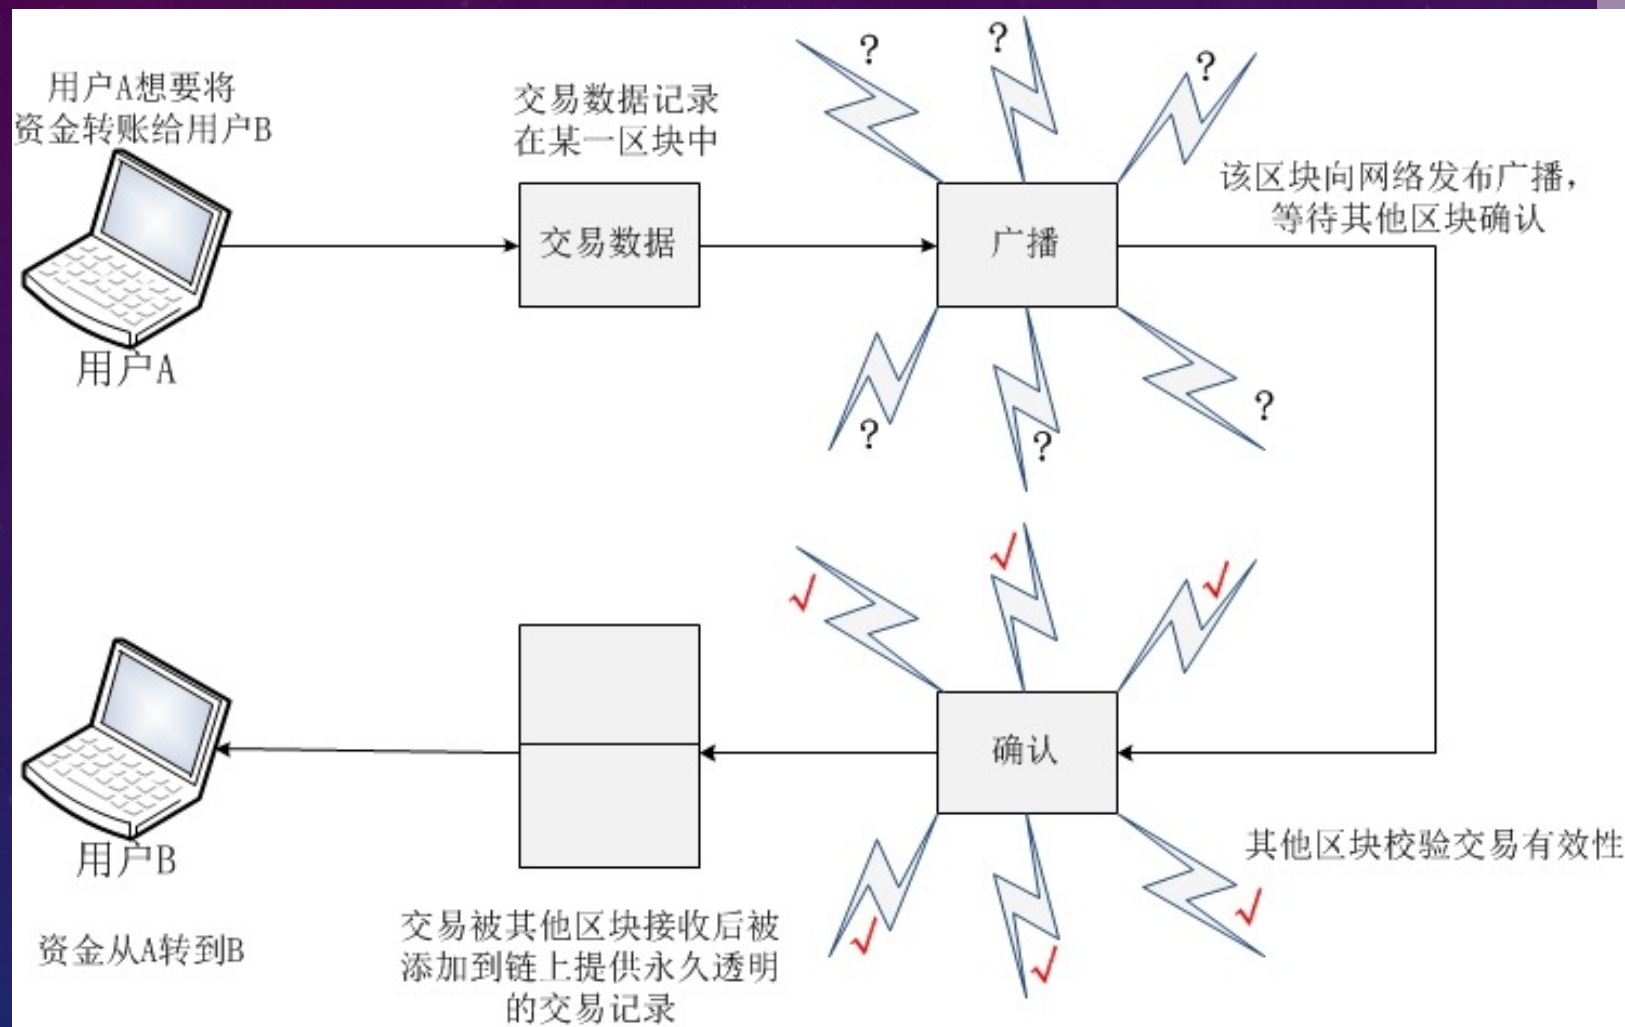 用户A想要将
资金转账给用户B
用户A
交易数据记录
在某一区块中
交易数据
?
?
?
广播
?
?
?
该区块向网络发布广播，
等待其他区块确认
√
√
√
确认
√
√
√
其他区块校验交易有效性
交易被其他区块接收后被
添加到链上提供永久透明
的交易记录
用户B
资金从A转到B